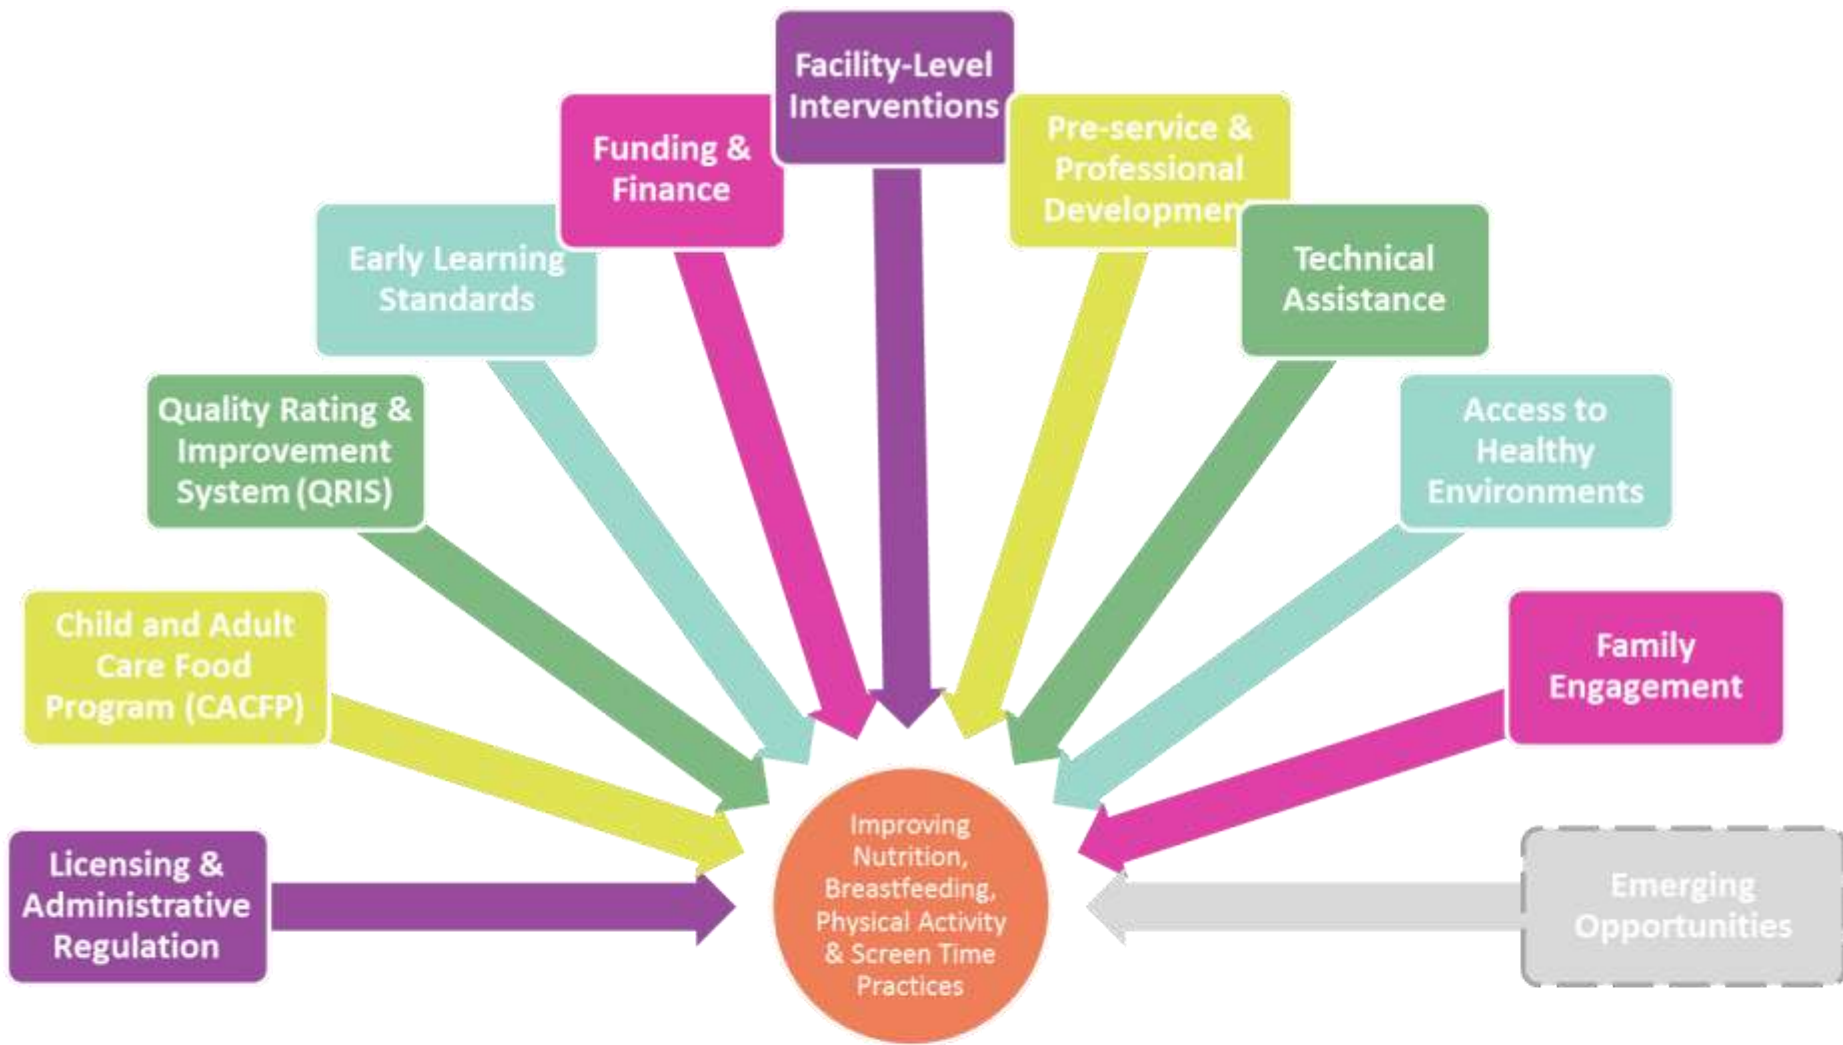 Facility-Level
Interventions
Funding &
Finance
Pre-service &
Professional
Development
Early Learning
Standards
Technical
Assistance
Quality Rating &
Improvement
System (QRIS)
Access to
Healthy
Environments
Child and Adult
Care Food
Program (CACFP)
Family
Engagement
Licensing &
Administrative
Regulation
Improving
Nutrition,
Breastfeeding,
Physical Activity
& Screen Time
Practices
Emerging
Opportunities